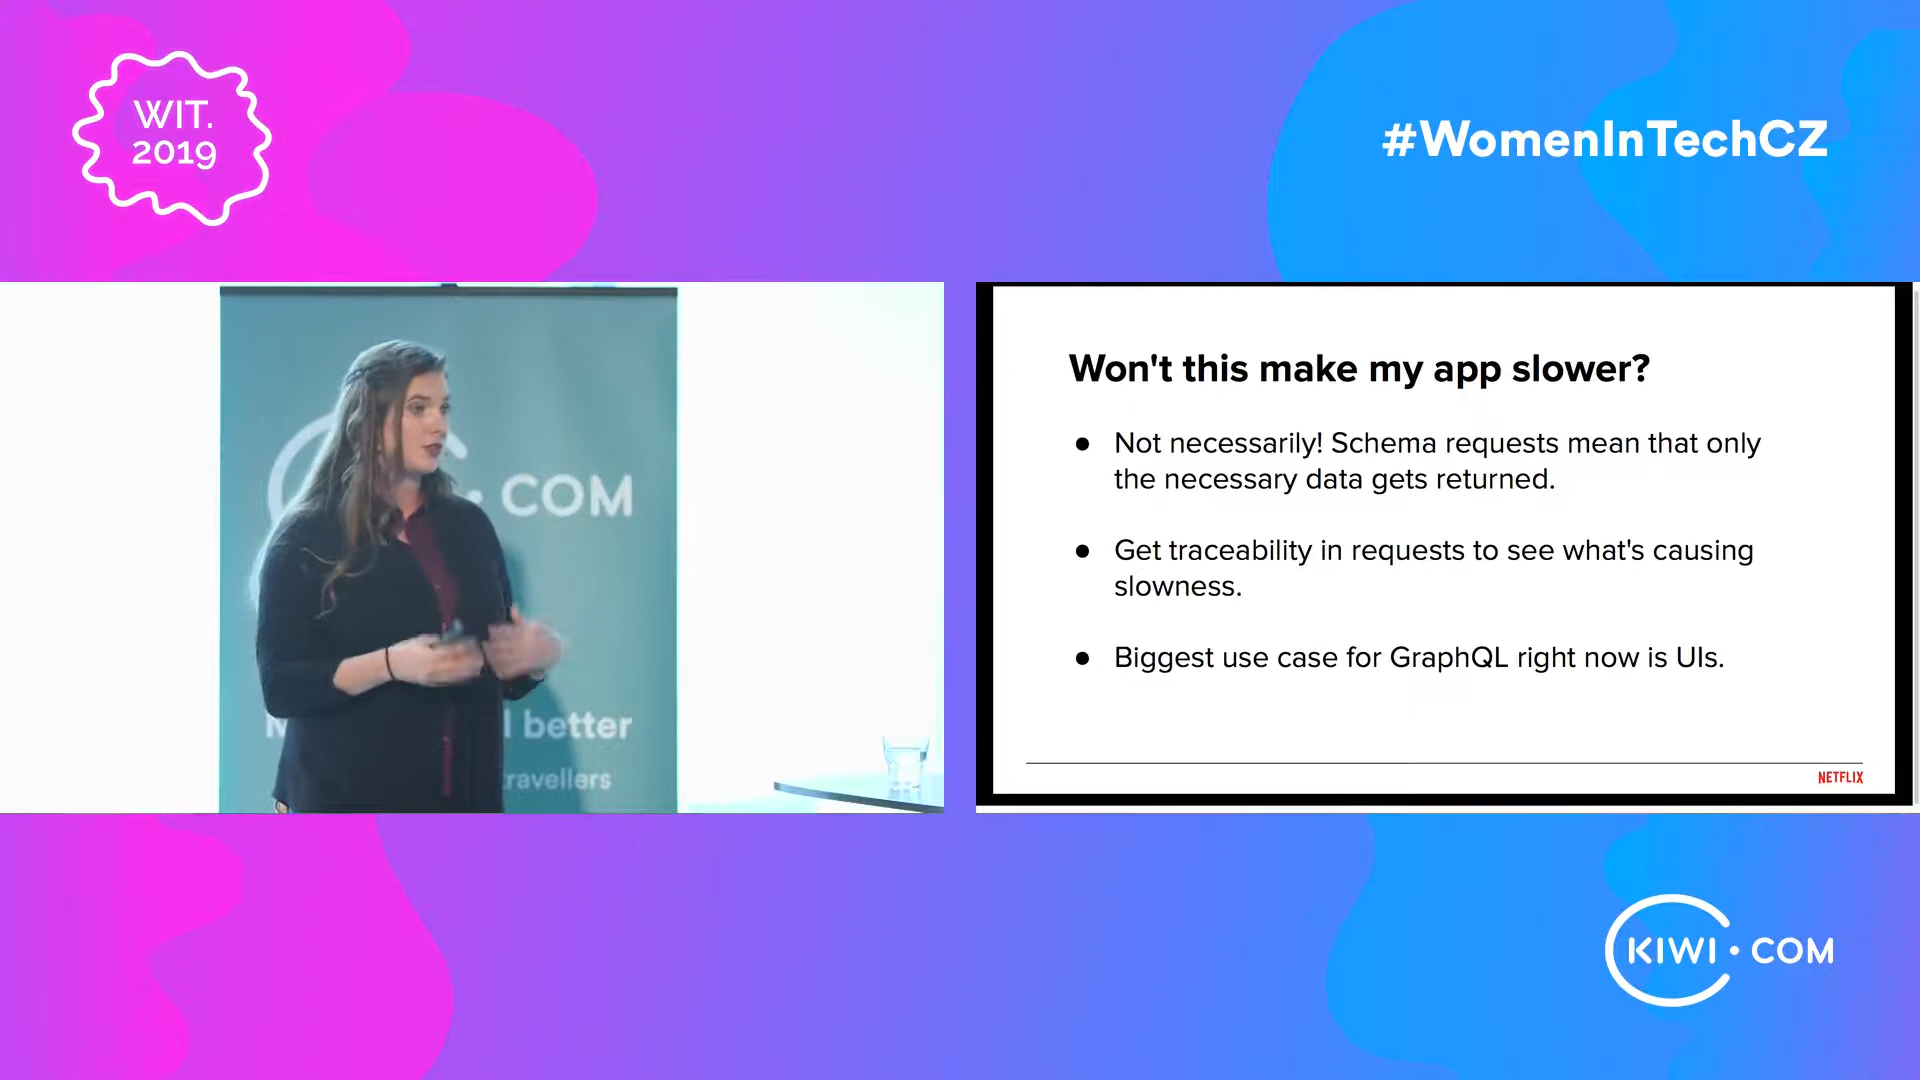 WIT.
2019
#WomenInTechCZ
.COM
l better
travellers
Won't this make my app slower?
● Not necessarily! Schema requests mean that only
the necessary data gets returned.
● Get traceability in requests to see what's causing
slowness.
● Biggest use case for GraphQL right now is UIs.
NETFLIX
KIWI.COM